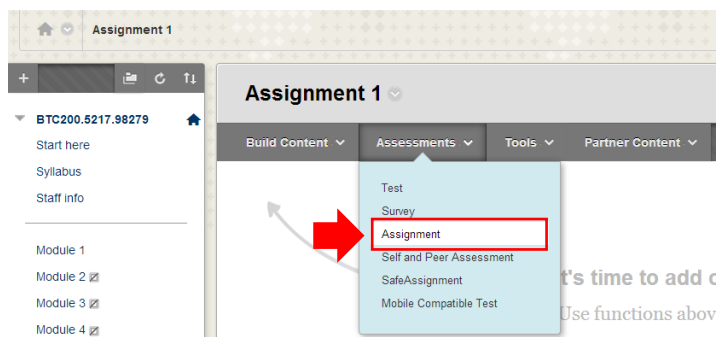 Assignment 1
BTC200.5217.98279
Start here
Syllabus
Staff info
Module 1
Module 2
Module 3
Module 4
Assignment 1
Build Content Assessments Tools Partner Content
Test
Survey
Assignment
Self and Peer Assessment
SafeAssignment
Mobile Compatible Test
t's time to add
Use functions abov